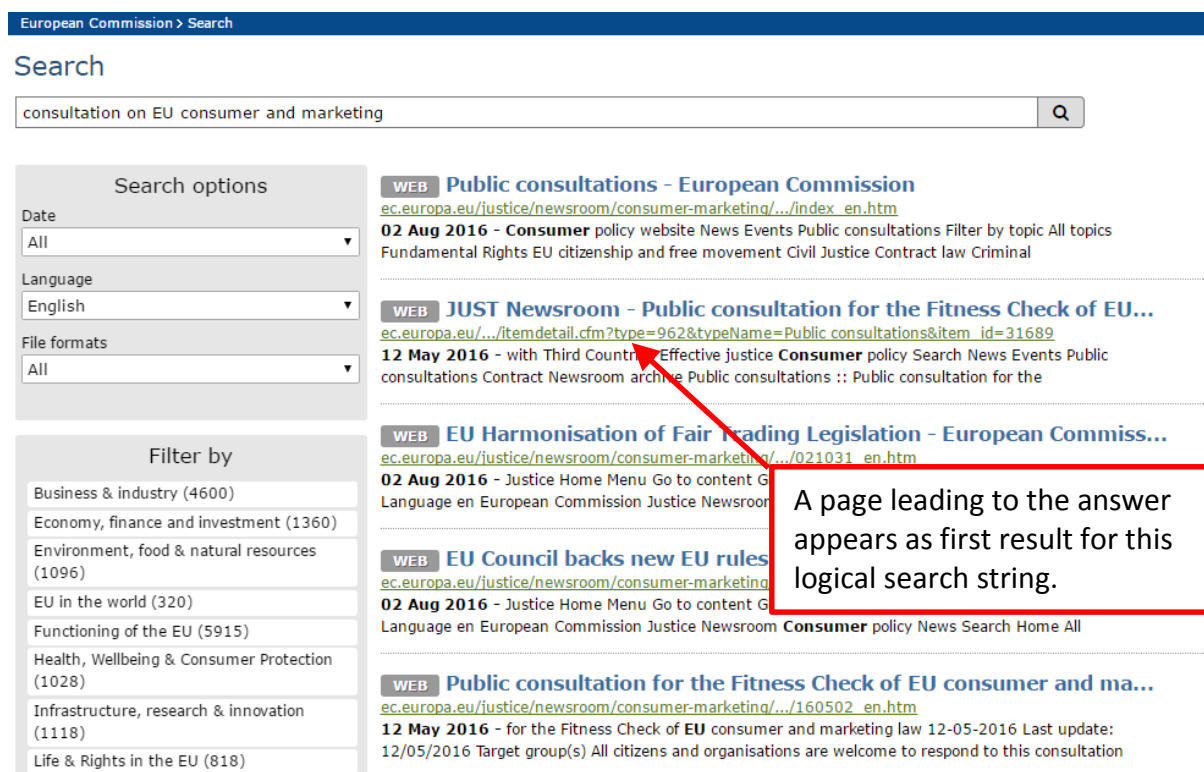 European Commission > Search
Search
consultation on EU consumer and marketing
Search options
Date
All
Language
English
File formats
All
Filter by
Business & industry (4600)
Economy, finance and investment (1360)
Environment, food & natural resources
(1096)
EU in the world (320)
Functioning of the EU (5915)
Health, Wellbeing & Consumer Protection
(1028)
Infrastructure, research & innovation
(1118)
Life & Rights in the EU (818)
WEB Public consultations - European Commission
ec.europa.eu/justice/newsroom/consumer-marketing/.../index_en.htm
02 Aug 2016 - Consumer policy website News Events Public consultations Filter by topic All topics
Fundamental Rights EU citizenship and free movement Civil Justice Contract law Criminal
WEB JUST Newsroom - Public consultation for the Fitness Check of EU...
ec.europa.eu/.../itemdetail.cfm?type=962&typeName=Public consultations&item_id=31689
12 May 2016 - with Third Effective justice Consumer policy Search News Events Public
consultations Contract Newsroom archive Public consultations :: Public consultation for the
WEB EU Harmonisation of Fair Trading Legislation - European Commiss...
ec.europa.eu/justice/newsroom/consumer-marketing/.../021031_en.htm
02 Aug 2016 - Justice Home Menu Go to content G
Language en European Commission Justice Newsroom
WEB EU Council backs new EU rules
ec.europa.eu/justice/newsroom/consumer-marketing
02 Aug 2016 - Justice Home Menu Go to content G
Language en European Commission Justice Newsroom Consumer policy News Search Home All
WEB Public consultation for the Fitness Check of EU consumer and ma...
ec.europa.eu/justice/newsroom/consumer-marketing/.../160502_en.htm
12 May 2016 - for the Fitness Check of EU consumer and marketing law 12-05-2016 Last update:
12/05/2016 Target group(s) All citizens and organisations are welcome to respond to this consultation
A page leading to the answer
appears as first result for this
logical search string.